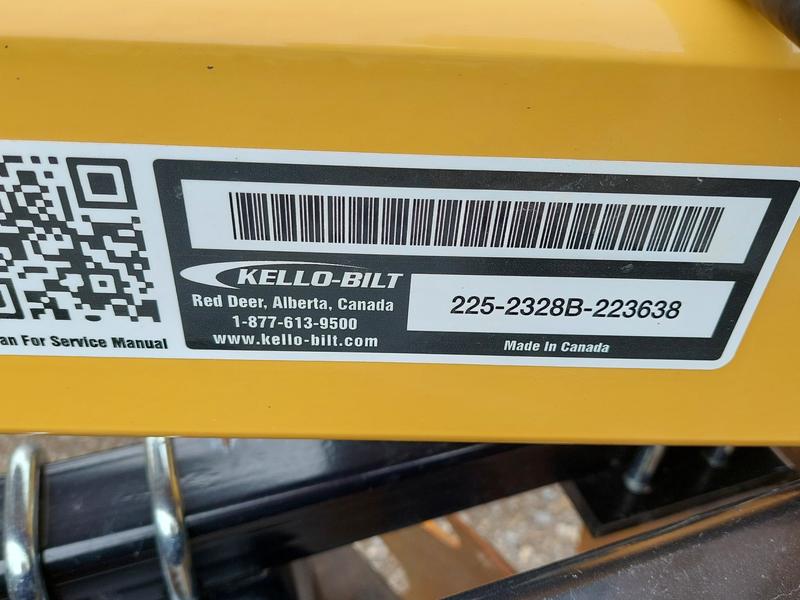 KELLO-BILT
Red Deer, Alberta, Canada
1-877-613-9500
www.kello-bilt.com
225-2328B-223638
Made In Canada
For Service Manual